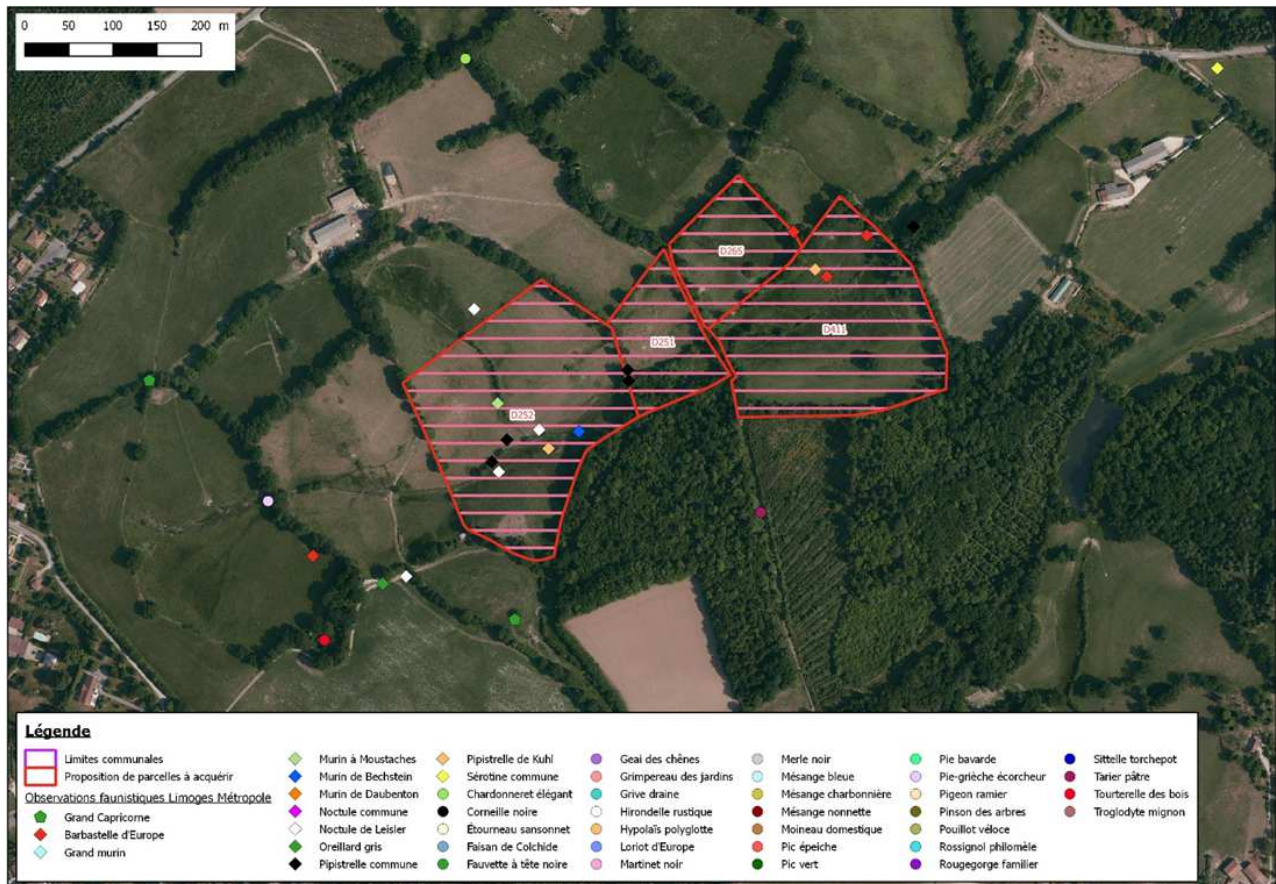 0 50 100 150 200 m
D265
D251
D411
D252
Légende
Limites communales
Proposition de parcelles à acquérir
Observations faunistiques Limoges Métropole
Grand Capricorne
Barbastelle d'Europe
Grand murin
Murin à Moustaches
Murin de Bechstein
Murin de Daubenton
Noctule commune
Noctule de Leisler
Oreillard gris
Pipistrelle commune
Pipistrelle de Kuhl
Sérotine commune
Chardonneret élégant
Corneille noire
Étourneau sansonnet
Faisan de Colchide
Fauvette à tête noire
Geai des chênes
Grimpereau des jardins
Grive draine
Hirondelle rustique
Hypolaïs polyglotte
Loriot d'Europe
Martinet noir
Merle noir
Mésange bleue
Mésange charbonnière
Mésange nonnette
Moineau domestique
Pic épeiche
Pic vert
Pie bavarde
Pie-grièche écorcheur
Pigeon ramier
Pinson des arbres
Pouillot véloce
Rossignol philomèle
Rougegorge familier
Sittelle torchepot
Tarier pâtre
Tourterelle des bois
Troglodyte mignon